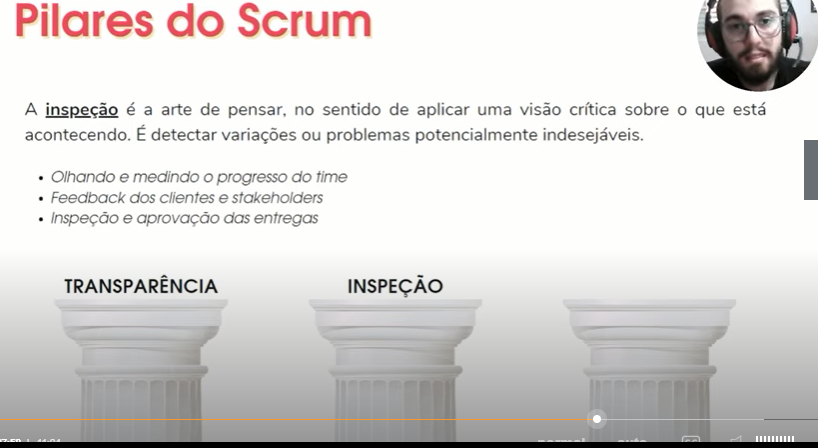 Pilares do Scrum
A inspeção é a arte de pensar, no sentido de aplicar uma visão crítica sobre o que está
acontecendo. É detectar variações ou problemas potencialmente indesejáveis.
• Olhando e medindo o progresso do time
• Feedback dos clientes e stakeholders
• Inspeção e aprovação das entregas
TRANSPARÊNCIA INSPEÇÃO